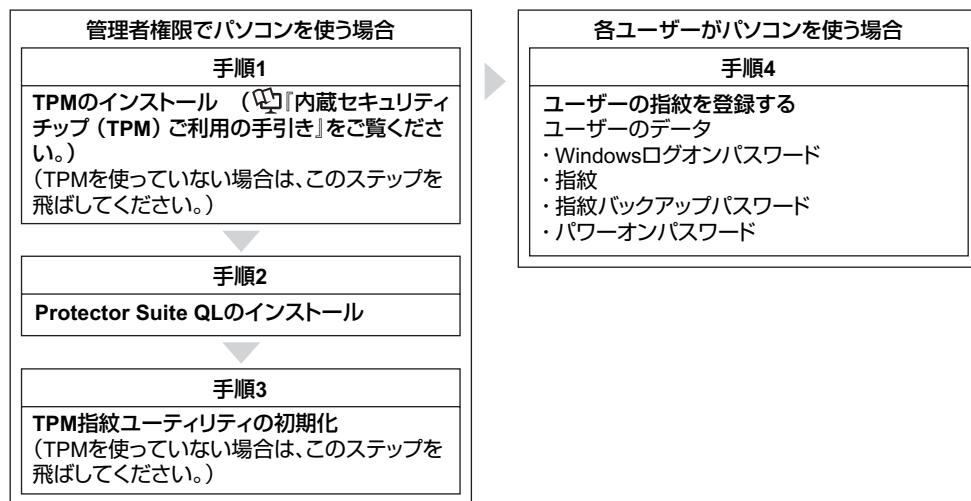 管理者権限でパソコンを使う場合
手順1
TPMのインストール （『内蔵セキュリティ
チップ（TPM）ご利用の手引き』をご覧くださ
い。）
（TPMを使っていない場合は、このステップを
飛ばしてください。）
手順2
Protector Suite QLのインストール
手順3
TPM指紋ユーティリティの初期化
（TPMを使っていない場合は、このステップを
飛ばしてください。）
各ユーザーがパソコンを使う場合
手順4
ユーザーの指紋を登録する
ユーザーのデータ
・Windowsログオンパスワード
・指紋
・指紋バックアップパスワード
・パワーオンパスワード